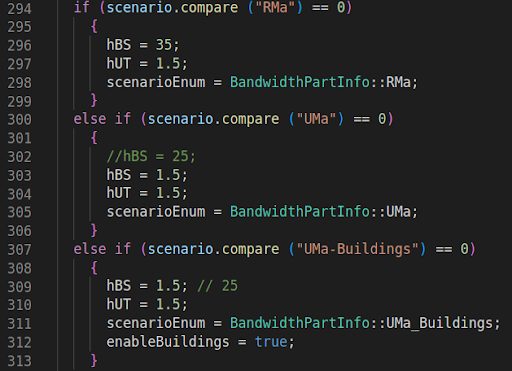 294 if (scenario.compare ("RMa") == 0)
295 {
296 hBS = 35;
297 hUT = 1.5;
298 scenarioEnum = BandwidthPartInfo::RMa;
299 }
300 else if (scenario.compare ("UMa") == 0)
301 {
302 //hBS = 25;
303 hBS = 1.5;
304 hUT = 1.5;
305 scenarioEnum = BandwidthPartInfo::UMa;
306 }
307 else if (scenario.compare ("UMa-Buildings") == 0)
308 {
309 hBS = 1.5; // 25
310 hUT = 1.5;
311 scenarioEnum = BandwidthPartInfo::UMa_Buildings;
312 enableBuildings = true;
313 }